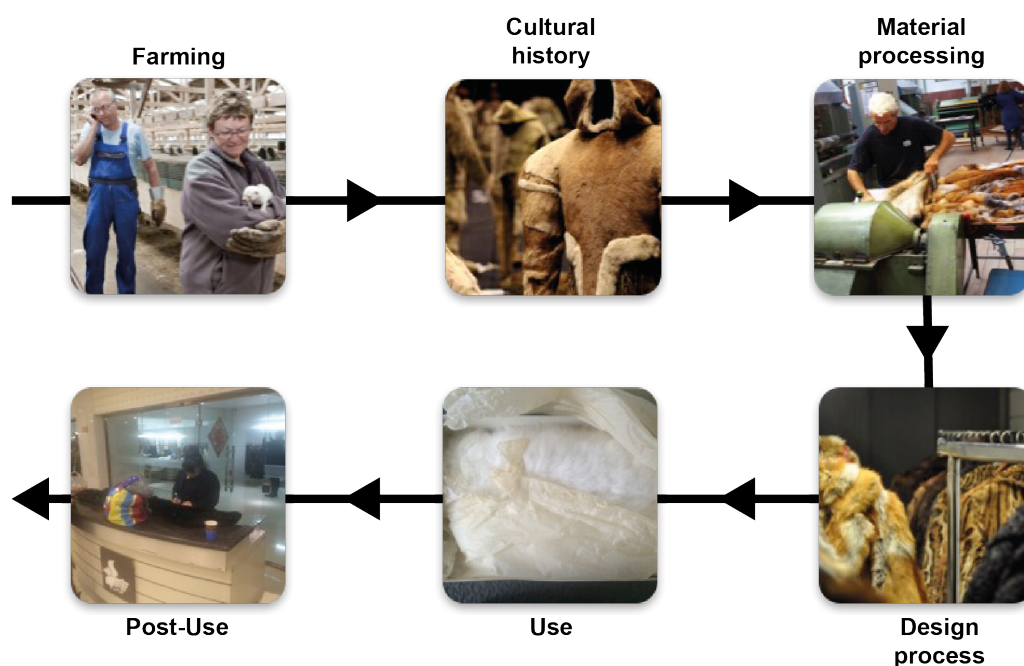 Farming
Cultural
history
Material
processing
Post-Use
Use
Design
process